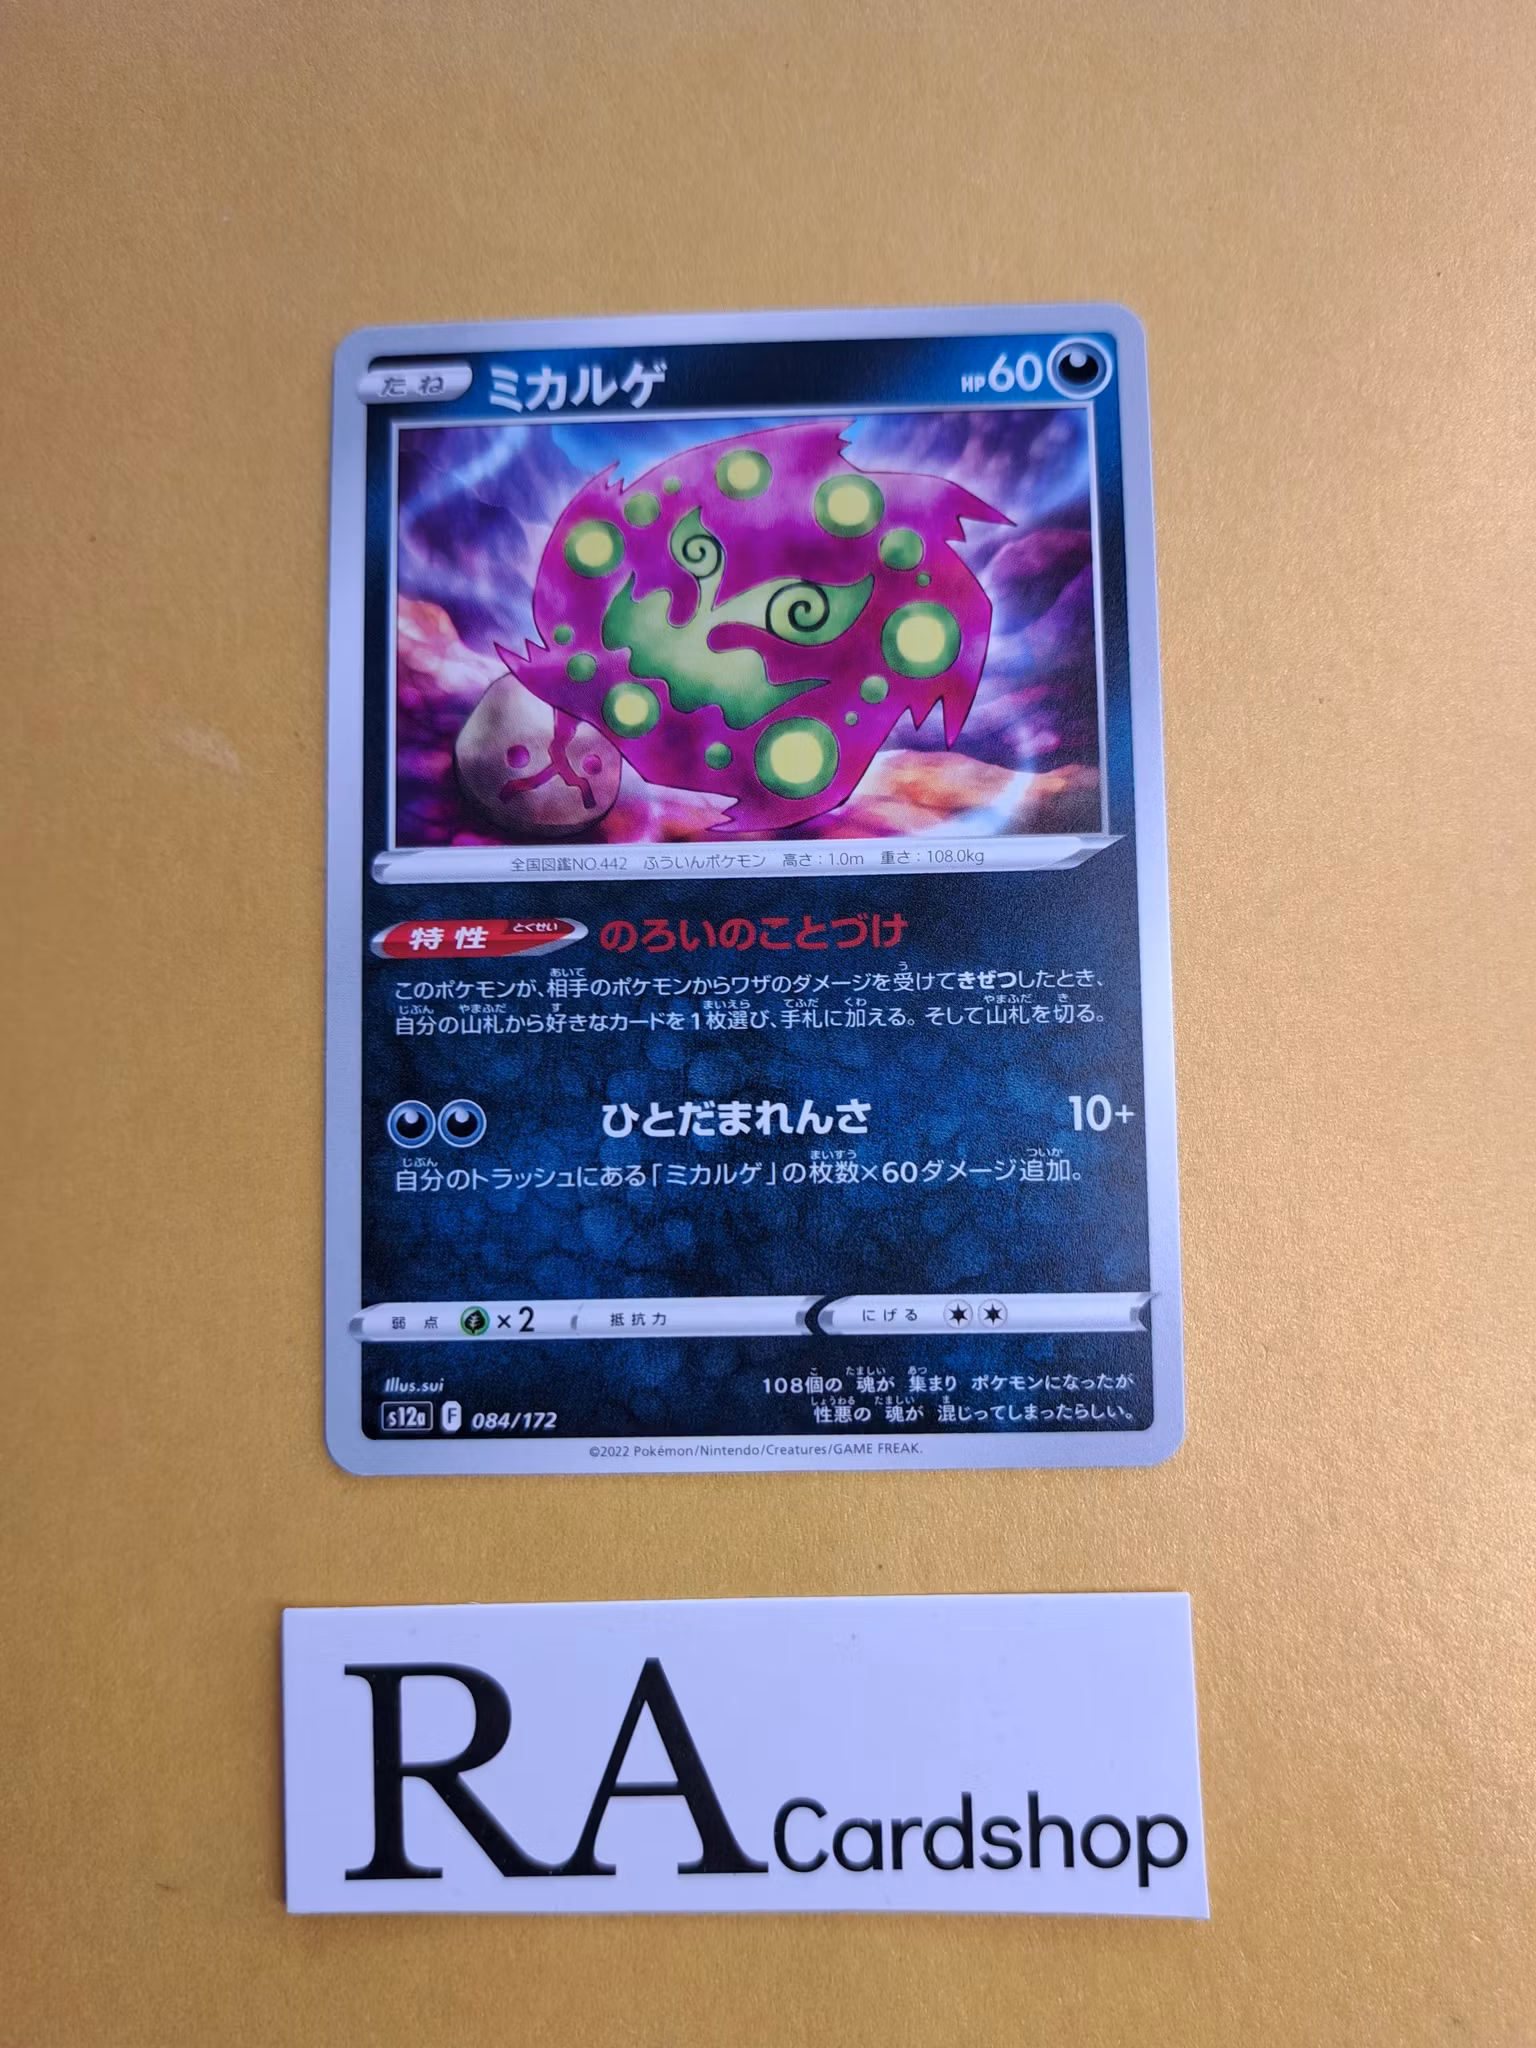 たね ミカルゲ HP60
全国図鑑NO.442 ふういんポケモン 高さ：1.0m 重さ：108.0kg
特性 とくせい のろいのことづけ
このポケモンが、相手のポケモンからワザのダメージを受けてきぜつしたとき、
自分の山札から好きなカードを1枚選び、手札に加える。そして山札を切る。
ひとだまれんさ 10+
自分のトラッシュにある「ミカルゲ」の枚数×60ダメージ追加。
弱点 ×2 抵抗力 にげる
Illus.sui
108個の 魂が 集まり ポケモンになったが
性悪の 魂が 混じってしまったらしい。
s12a F 084/172
©2022 Pokémon/Nintendo/Creatures/GAME FREAK.
RA Cardshop